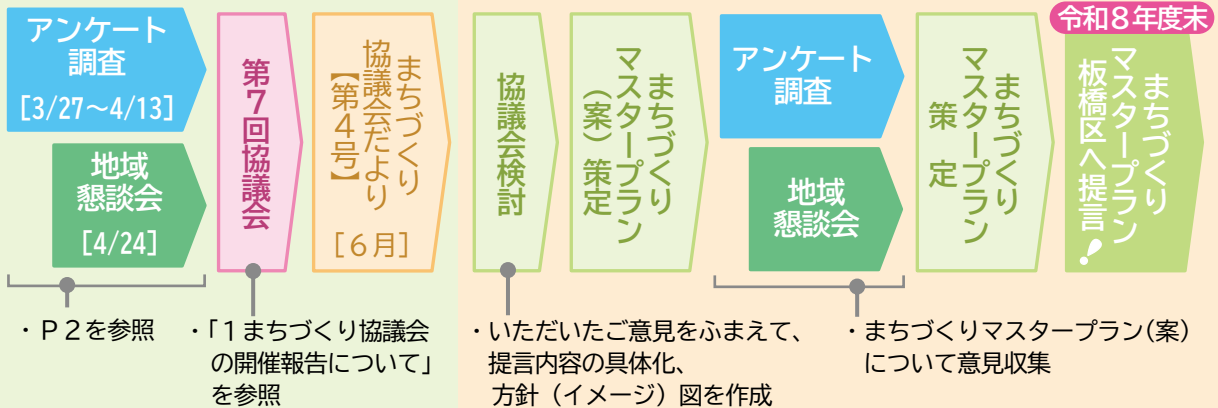 アンケート
調査
[3/27～4/13]
地域
懇談会
[4/24]
第７回協議会
まちづくり
協議会だより
【第４号】
[６月]
協議会検討
まちづくり
マスタープラン
（案）策定
アンケート
調査
地域
懇談会
まちづくり
マスタープラン
策定
令和８年度末
まちづくり
マスタープラン
板橋区へ提言！
・Ｐ２を参照
・「１まちづくり協議会
の開催報告について」
を参照
・いただいたご意見をふまえて、
提言内容の具体化、
方針（イメージ）図を作成
・まちづくりマスタープラン（案）
について意見収集